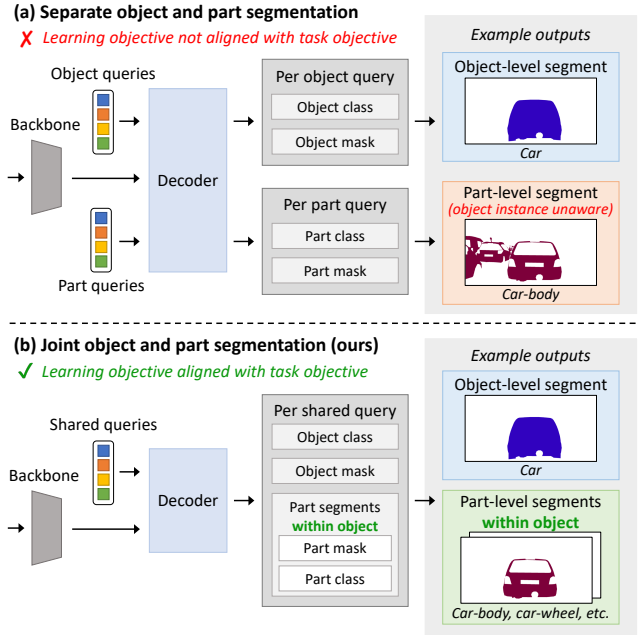 (a) Separate object and part segmentation
✗ Learning objective not aligned with task objective
Example outputs
Object queries
Backbone
Decoder
Part queries
Per object query
Object class
Object mask
Per part query
Part class
Part mask
Object-level segment
Car
Part-level segment
(object instance unaware)
Car-body
(b) Joint object and part segmentation (ours)
✓ Learning objective aligned with task objective
Example outputs
Shared queries
Backbone
Decoder
Per shared query
Object class
Object mask
Part segments
within object
Part mask
Part class
Object-level segment
Car
Part-level segments
within object
Car-body, car-wheel, etc.